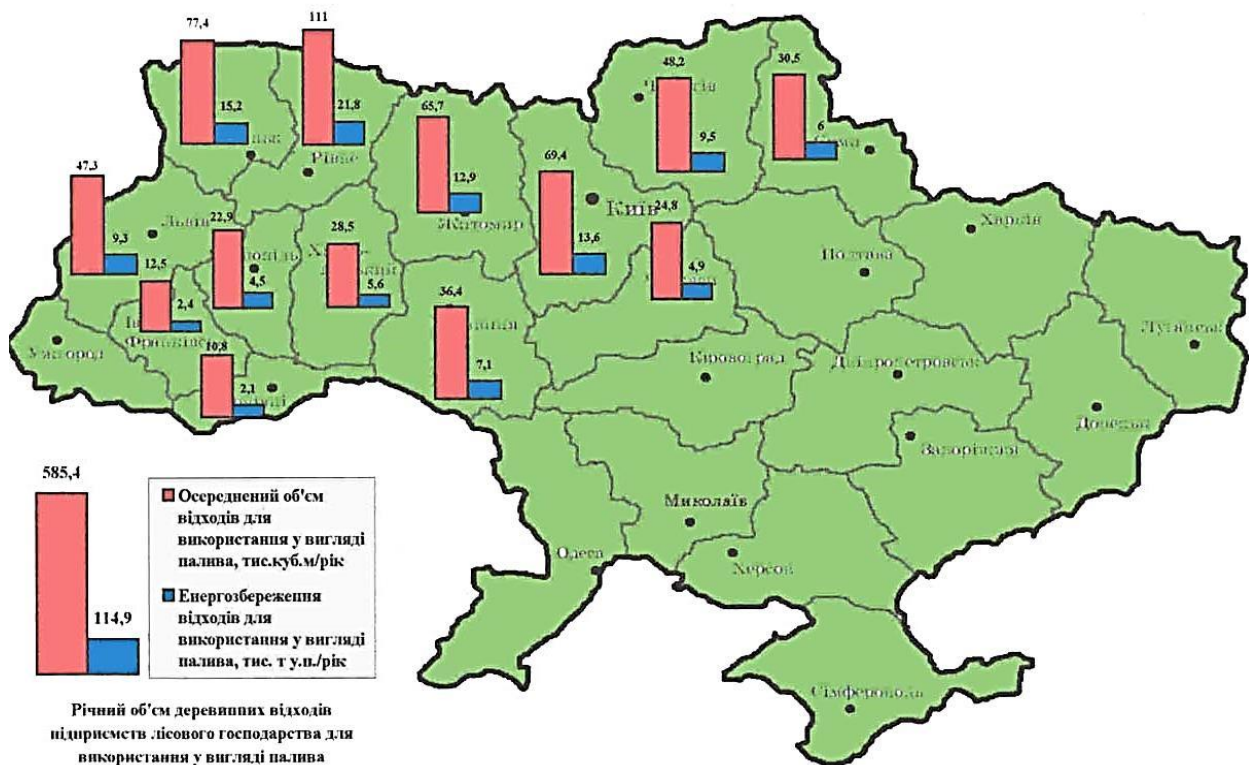 77,4
15,2
111
21,8
Рівне
65,7
12,9
Житомир
48,2
9,5
30,5
6
47,3
9,3
Львів
22,9
4,5
28,5
5,6
69,4
13,6
Київ
24,8
4,9
Полтава
Харків
Луганськ
12,5
2,4
10,8
2,1
36,4
7,1
Ужгород
Кіровоград
Дніпропетровськ
Донецьк
Запоріжжя
Миколаїв
Одеса
Херсон
Сімферополь
585,4
114,9
Осереднений об'єм
відходів для
використання у вигляді
палива, тис.куб.м/рік
Енергозбереження
відходів для
використання у вигляді
палива, тис. т у.п./рік
Річний об'єм деревинних відходів
підприємств лісового господарства для
використання у вигляді палива